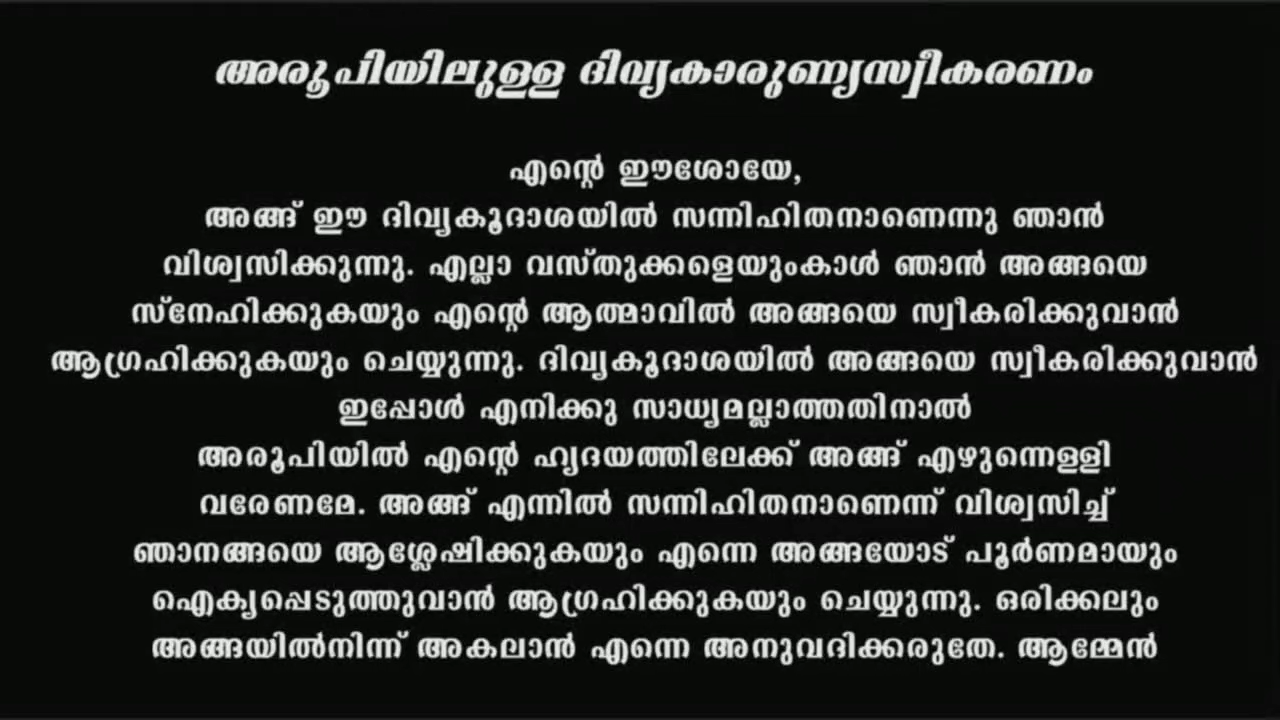 അരൂപിയിലുള്ള ദിവ്യകാരുണ്യസ്വീകരണം
എന്റെ ഈശോയേ,
അങ്ങ് ഈ ദിവ്യകൂദാശയിൽ സന്നിഹിതനാണെന്നു ഞാൻ
വിശ്വസിക്കുന്നു. എല്ലാ വസ്തുക്കളെയുംകാൾ ഞാൻ അങ്ങയെ
സ്നേഹിക്കുകയും എന്റെ ആത്മാവിൽ അങ്ങയെ സ്വീകരിക്കുവാൻ
ആഗ്രഹിക്കുകയും ചെയ്യുന്നു. ദിവ്യകൂദാശയിൽ അങ്ങയെ സ്വീകരിക്കുവാൻ
ഇപ്പോൾ എനിക്കു സാധ്യമല്ലാത്തതിനാൽ
അരൂപിയിൽ എന്റെ ഹൃദയത്തിലേക്ക് അങ്ങ് എഴുന്നെള്ളി
വരേണമേ. അങ്ങ് എന്നിൽ സന്നിഹിതനാണെന്ന് വിശ്വസിച്ച്
ഞാനങ്ങയെ ആശ്ലേഷിക്കുകയും എന്നെ അങ്ങയോട് പൂർണമായും
ഐക്യപ്പെടുത്തുവാൻ ആഗ്രഹിക്കുകയും ചെയ്യുന്നു. ഒരിക്കലും
അങ്ങയിൽനിന്ന് അകലാൻ എന്നെ അനുവദിക്കരുതേ. ആമ്മേൻ